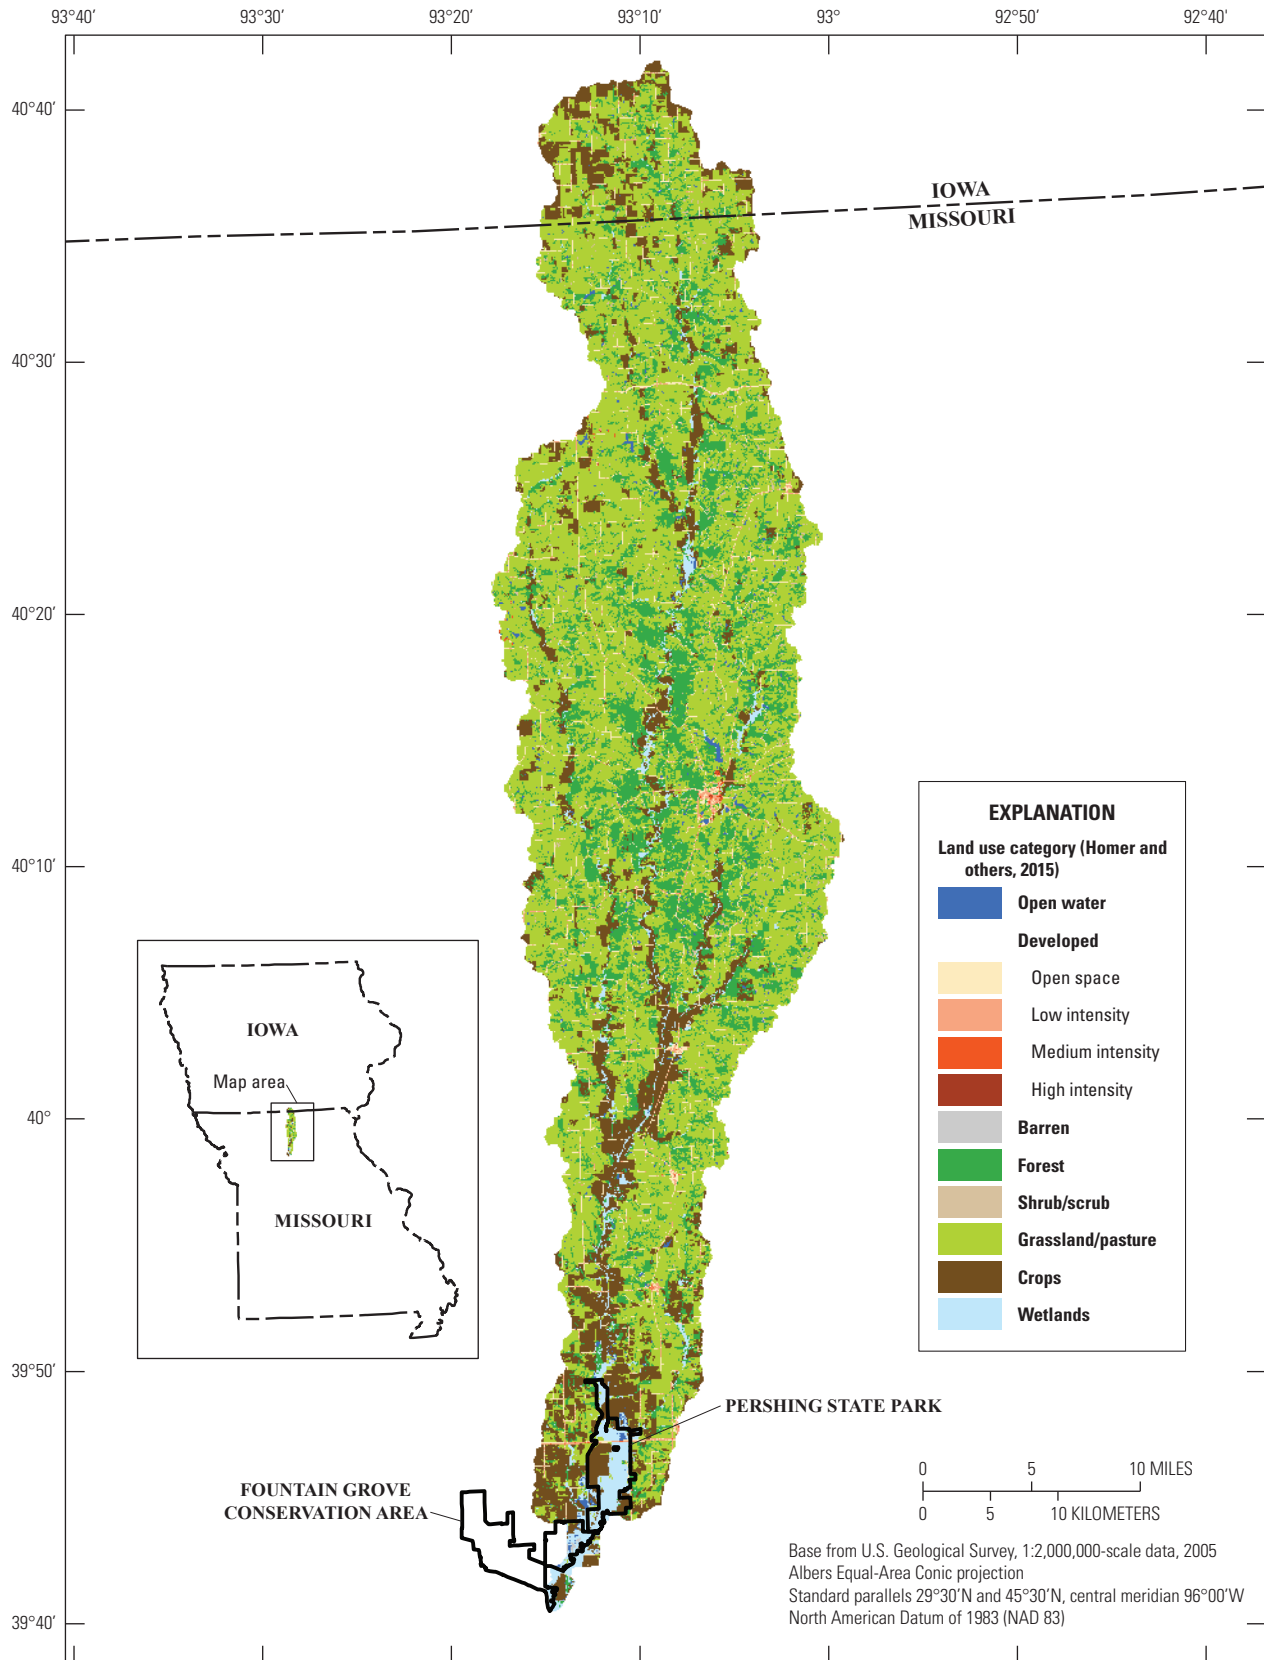 93°40′ 93°30′ 93°20′ 93°10′ 93° 92°50′ 92°40′
40°40′
IOWA
MISSOURI
40°30′
40°20′
40°10′
40°
39°50′
39°40′
IOWA
Map area
MISSOURI
EXPLANATION
Land use category (Homer and
others, 2015)
Open water
Developed
Open space
Low intensity
Medium intensity
High intensity
Barren
Forest
Shrub/scrub
Grassland/pasture
Crops
Wetlands
PERSHING STATE PARK
FOUNTAIN GROVE
CONSERVATION AREA
0 5 10 MILES
0 5 10 KILOMETERS
Base from U.S. Geological Survey, 1:2,000,000-scale data, 2005
Albers Equal-Area Conic projection
Standard parallels 29°30′N and 45°30′N, central meridian 96°00′W
North American Datum of 1983 (NAD 83)